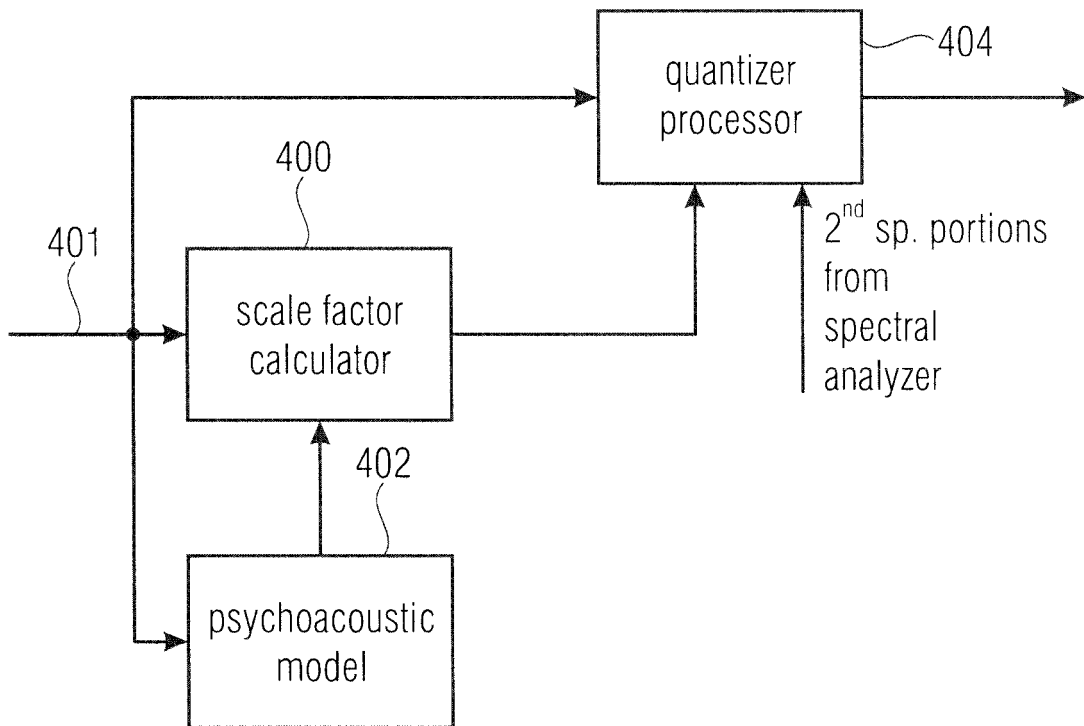 404
quantizer
processor
400
2nd sp. portions
from
spectral
analyzer
401
scale factor
calculator
402
psychoacoustic
model